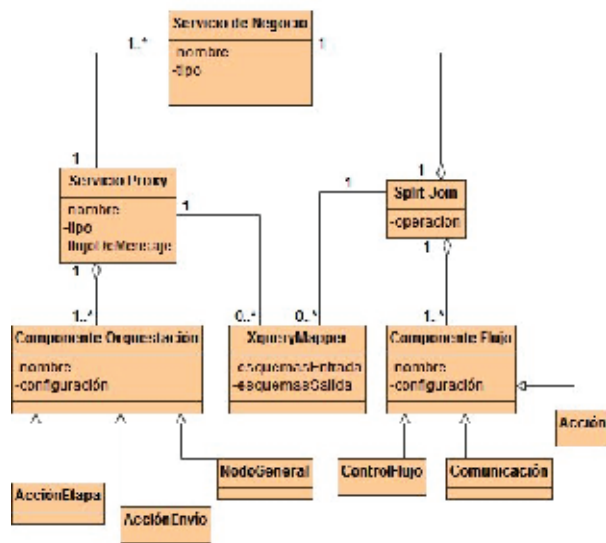 Servicio de Negocio
1..*
1
nombre
-tipo
1
Servicio Proxy
nombre
-tipo
flujoDeMensaje
1
1
1
Split Join
-operacion
1
1
1..*
0..*
0..*
1..*
Componente Orquestación
nombre
-configuración
XqueryMapper
esquemasEntrada
-esquemasSalida
Componente Flujo
nombre
-configuración
Acción
NodoGeneral
ControlFlujo
Comunicación
AcciónEtapa
AcciónEnvío